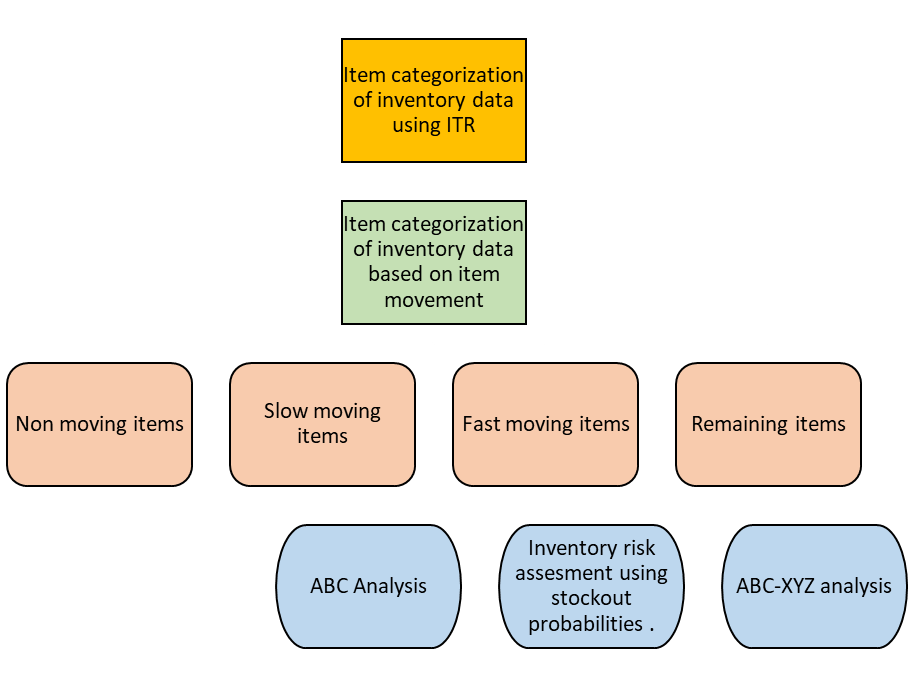 Item categorization
of inventory data
using ITR
Item categorization
of inventory data
based on item
movement
Non moving items
Slow moving
items
Fast moving items
Remaining items
ABC Analysis
Inventory risk
assesment using
stockout
probabilities .
ABC-XYZ analysis